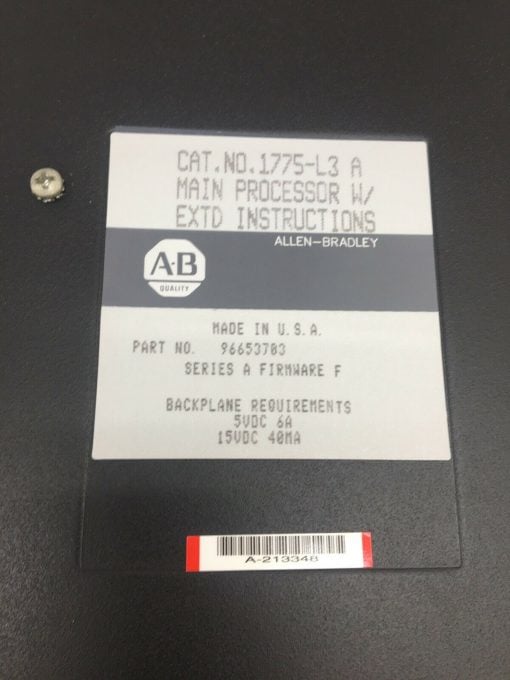 CAT.NO.1775-L3 A
MAIN PROCESSOR W/
EXTD INSTRUCTIONS
ALLEN-BRADLEY
A·B
QUALITY
MADE IN U.S.A.
PART NO. 96653703
SERIES A FIRMWARE F
BACKPLANE REQUIREMENTS
5VDC 6A
15VDC 40MA
A-213348